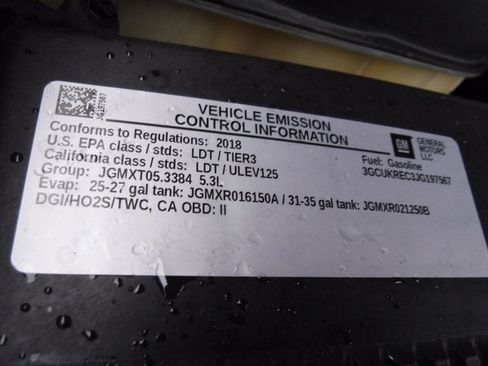 JG197567
VEHICLE EMISSION
CONTROL INFORMATION
Conforms to Regulations: 2018
U.S. EPA class / stds: LDT / TIER3
California class / stds: LDT / ULEV125
Group: JGMXT05.3384 5.3L
Evap: 25-27 gal tank: JGMXR016150A / 31-35 gal tank: JGMXR021250B
DGI/HO2S/TWC, CA OBD: II
GM
GENERAL
MOTORS
LLC
Fuel: Gasoline
3GCUKREC3JG197567